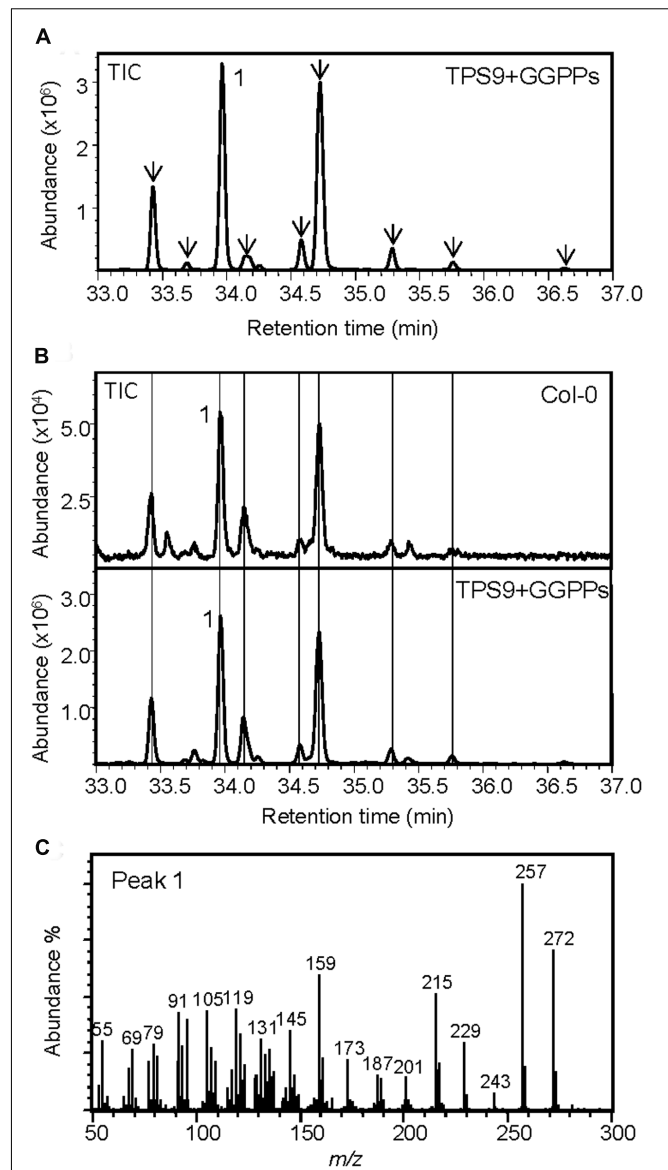 A
TIC
1
TPS9+GGPPs
Abundance (x10⁶)
3
2
1
33.0 33.5 34.0 34.5 35.0 35.5 36.0 36.5 37.0
Retention time (min)
B
TIC
1
Col-0
Abundance (x10⁴)
5.0
2.5
TPS9+GGPPs
1
Abundance (x10⁶)
3.0
2.0
1.0
33.0 33.5 34.0 34.5 35.0 35.5 36.0 36.5 37.0
Retention time (min)
C
Peak 1
Abundance %
55 69 79 91 105 119 131 145 159 173 187 201 215 229 243 257 272
50 100 150 200 250 300
m/z